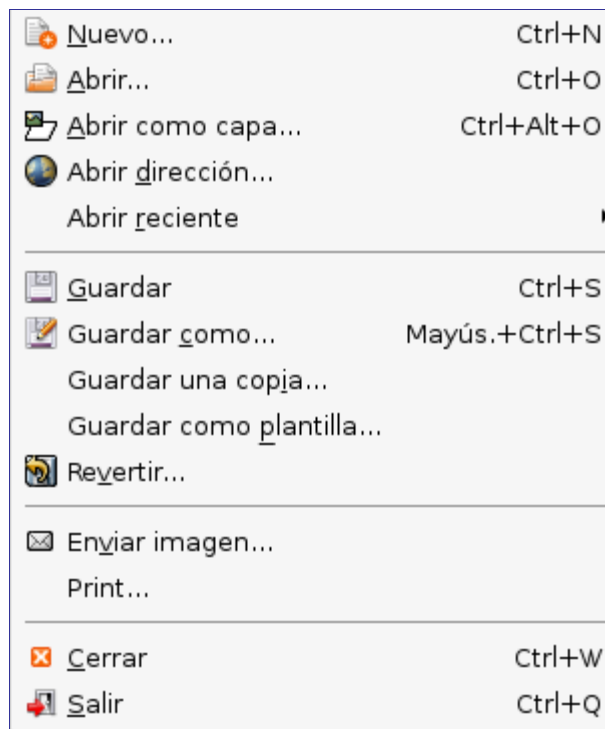 Nuevo... Ctrl+N
Abrir... Ctrl+O
Abrir como capa... Ctrl+Alt+O
Abrir dirección...
Abrir reciente
Guardar Ctrl+S
Guardar como... Mayús.+Ctrl+S
Guardar una copia...
Guardar como plantilla...
Revertir...
Enviar imagen...
Print...
Cerrar Ctrl+W
Salir Ctrl+Q